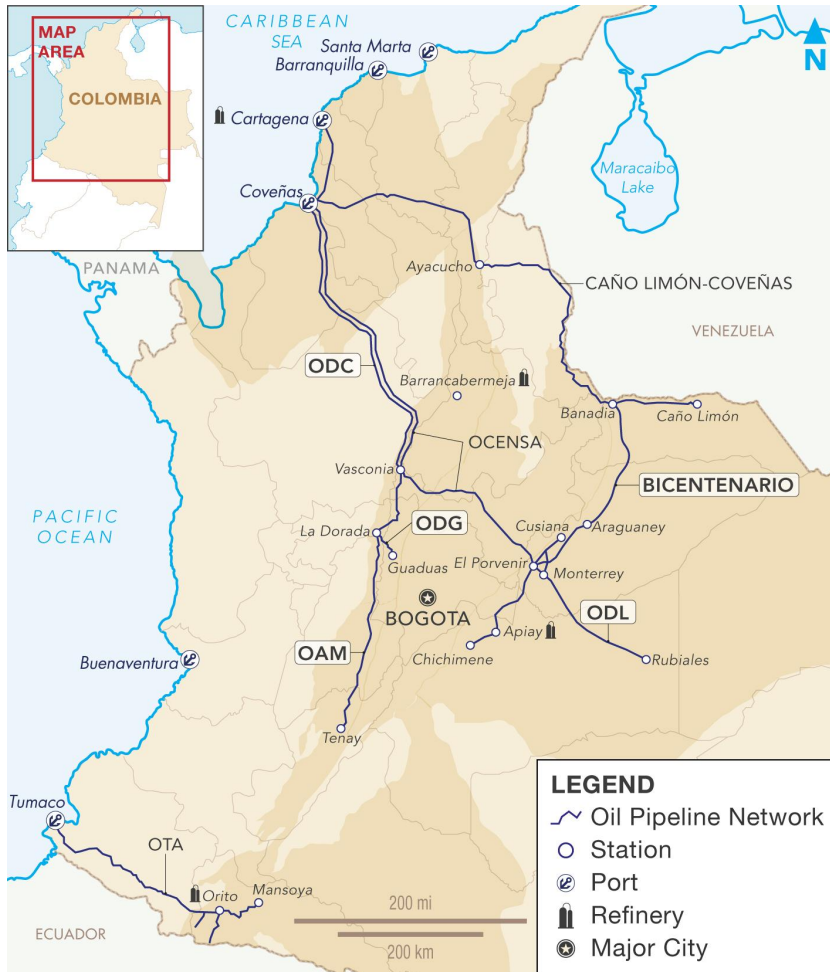 CARIBBEAN
SEA
MAP
AREA
COLOMBIA
N
Santa Marta
Barranquilla
Cartagena
Coveñas
Maracaibo
Lake
PANAMA
Ayacucho
CAÑO LIMÓN-COVEÑAS
VENEZUELA
ODC
Barrancabermeja
Banadia
Caño Limón
OCENSA
Vasconia
BICENTENARIO
PACIFIC
OCEAN
La Dorada
ODG
Cusiana
Araguaney
Guaduas
El Porvenir
Monterrey
BOGOTA
ODL
OAM
Apiay
Chichimene
Rubiales
Buenaventura
Tenay
Tumaco
OTA
Orito
Mansoya
ECUADOR
200 mi
200 km
LEGEND
Oil Pipeline Network
Station
Port
Refinery
Major City